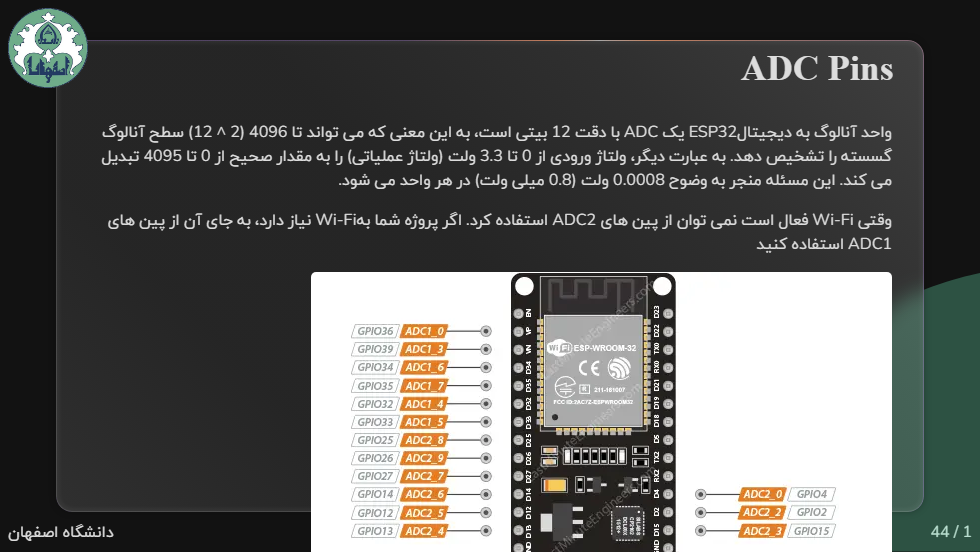 ADC Pins
واحد آنالوگ به دیجیتالESP32 یک ADC با دقت 12 بیتی است، به این معنی که می تواند تا 4096 (2 ^ 12) سطح آنالوگ
گسسته را تشخیص دهد. به عبارت دیگر، ولتاژ ورودی از 0 تا 3.3 ولت (ولتاژ عملیاتی) را به مقدار صحیح از 0 تا 4095 تبدیل
می کند. این مسئله منجر به وضوح 0.0008 ولت (0.8 میلی ولت) در هر واحد می شود.
وقتی Wi-Fi فعال است نمی توان از پین های ADC2 استفاده کرد. اگر پروژه شما بهWi-Fi نیاز دارد، به جای آن از پین های
ADC1 استفاده کنید
GPIO36 ADC1_0
GPIO39 ADC1_3
GPIO34 ADC1_6
GPIO35 ADC1_7
GPIO32 ADC1_4
GPIO33 ADC1_5
GPIO25 ADC2_8
GPIO26 ADC2_9
GPIO27 ADC2_7
GPIO14 ADC2_6
GPIO12 ADC2_5
GPIO13 ADC2_4
EN
VP
VN
D34
D35
D32
D33
D25
D26
D27
D14
D12
D13
Wi Fi ESP-WROOM-32
CE
R 211-161007
FCC ID:2AC7Z-ESPWROOM32
D23
D22
TX0
RX0
D21
D19
D18
D5
TX2
RX2
D4
D2
D15
GND
ADC2_0 GPIO4
ADC2_2 GPIO2
ADC2_3 GPIO15
دانشگاه اصفهان
44 / 1